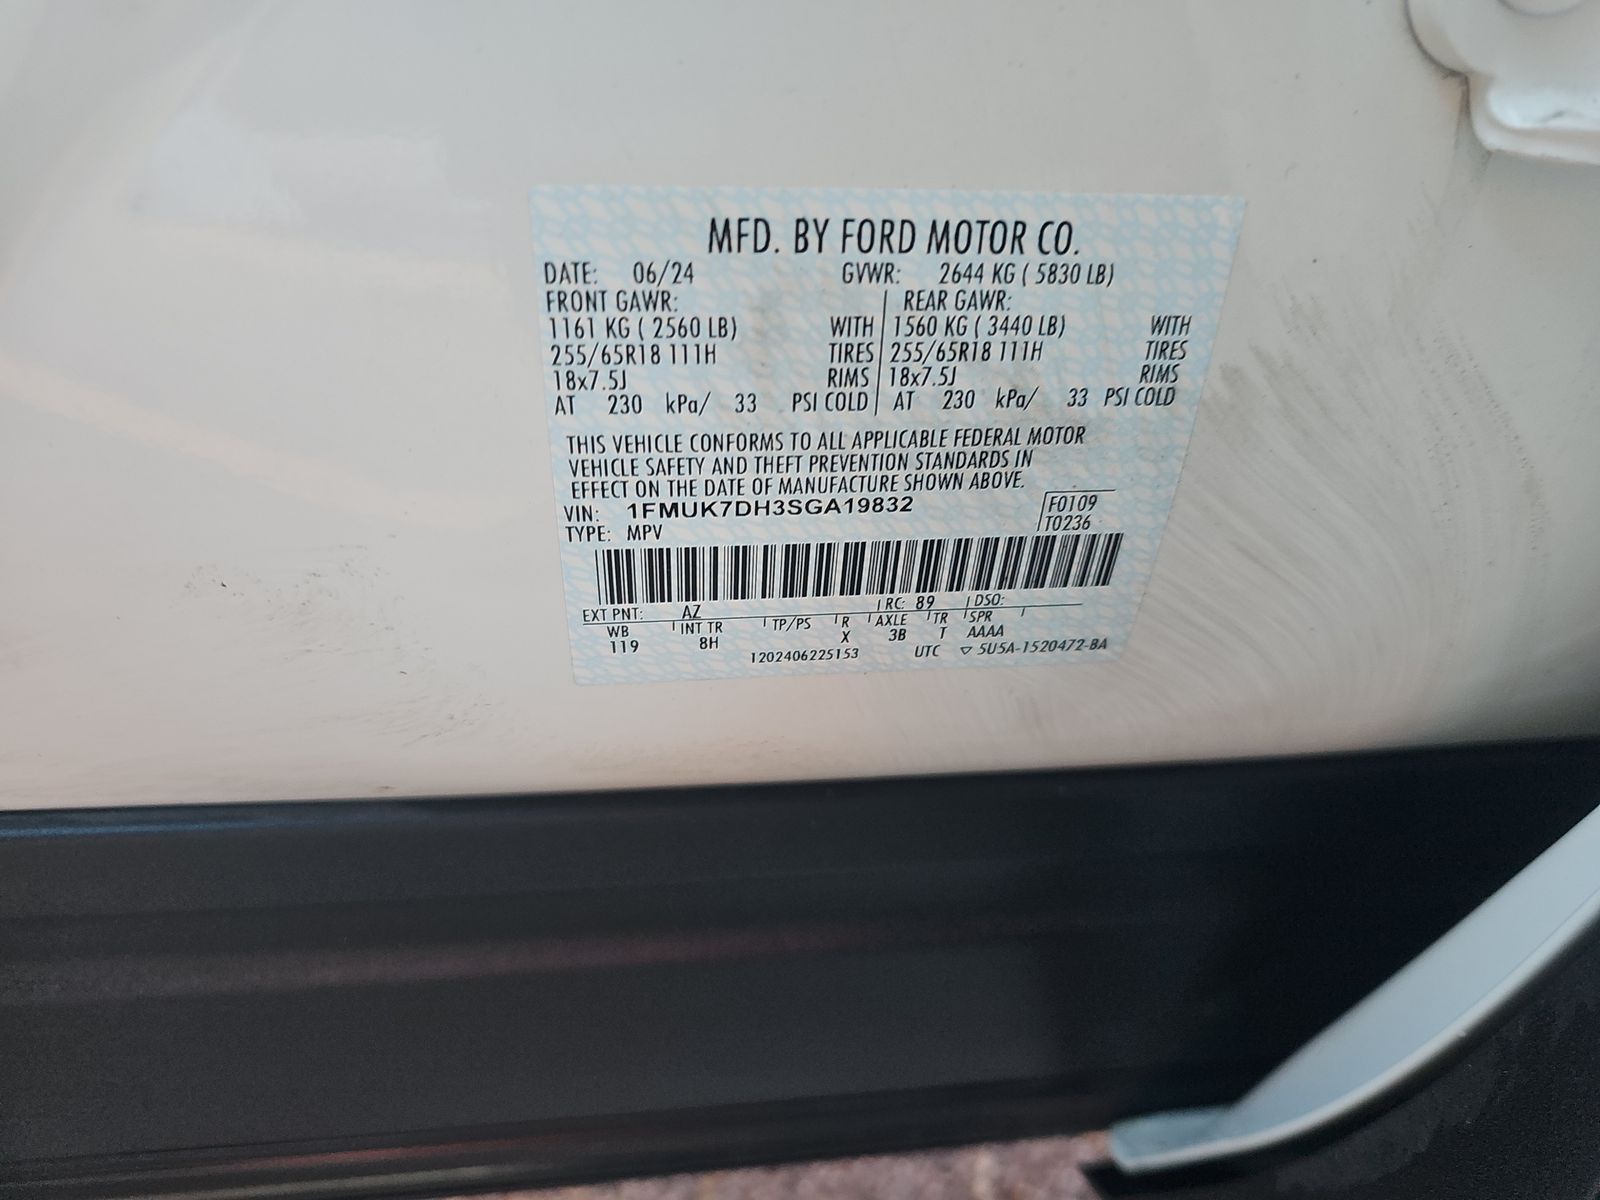 MFD. BY FORD MOTOR CO.
DATE: 06/24 GVWR: 2644 KG ( 5830 LB)
FRONT GAWR: REAR GAWR:
1161 KG ( 2560 LB) WITH 1560 KG ( 3440 LB) WITH
255/65R18 111H TIRES 255/65R18 111H TIRES
18x7.5J RIMS 18x7.5J RIMS
AT 230 kPa/ 33 PSI COLD AT 230 kPa/ 33 PSI COLD
THIS VEHICLE CONFORMS TO ALL APPLICABLE FEDERAL MOTOR
VEHICLE SAFETY AND THEFT PREVENTION STANDARDS IN
EFFECT ON THE DATE OF MANUFACTURE SHOWN ABOVE.
VIN: 1FMUK7DH3SGA19832 F0109
TYPE: MPV T0236
EXT PNT: AZ RC: 89 DSO:
WB INT TR TP/PS R AXLE TR SPR
119 8H X 3B T AAAA
1202406225153 UTC ▽ 5U5A-1520472-BA